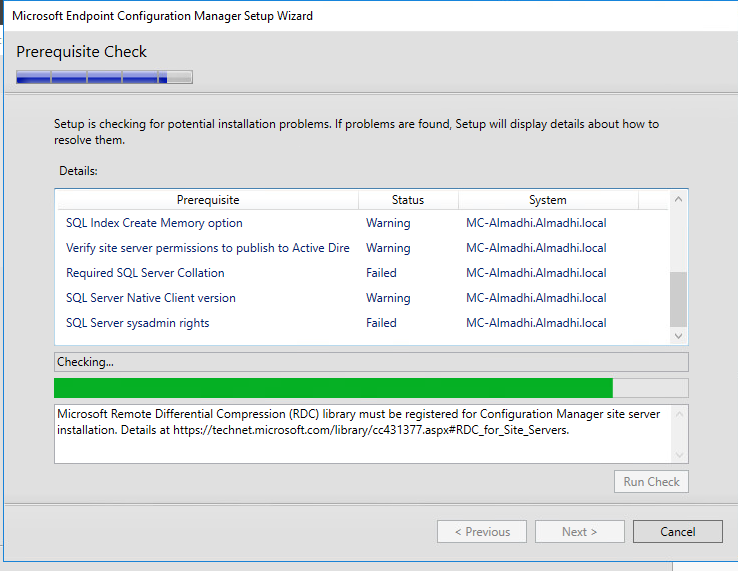 Microsoft Endpoint Configuration Manager Setup Wizard
Prerequisite Check
Setup is checking for potential installation problems. If problems are found, Setup will display details about how to
resolve them.
Details:
Prerequisite Status System
SQL Index Create Memory option Warning MC-Almadhi.Almadhi.local
Verify site server permissions to publish to Active Dire Warning MC-Almadhi.Almadhi.local
Required SQL Server Collation Failed MC-Almadhi.Almadhi.local
SQL Server Native Client version Warning MC-Almadhi.Almadhi.local
SQL Server sysadmin rights Failed MC-Almadhi.Almadhi.local
Checking...
Microsoft Remote Differential Compression (RDC) library must be registered for Configuration Manager site server
installation. Details at https://technet.microsoft.com/library/cc431377.aspx#RDC_for_Site_Servers.
Run Check
< Previous Next > Cancel